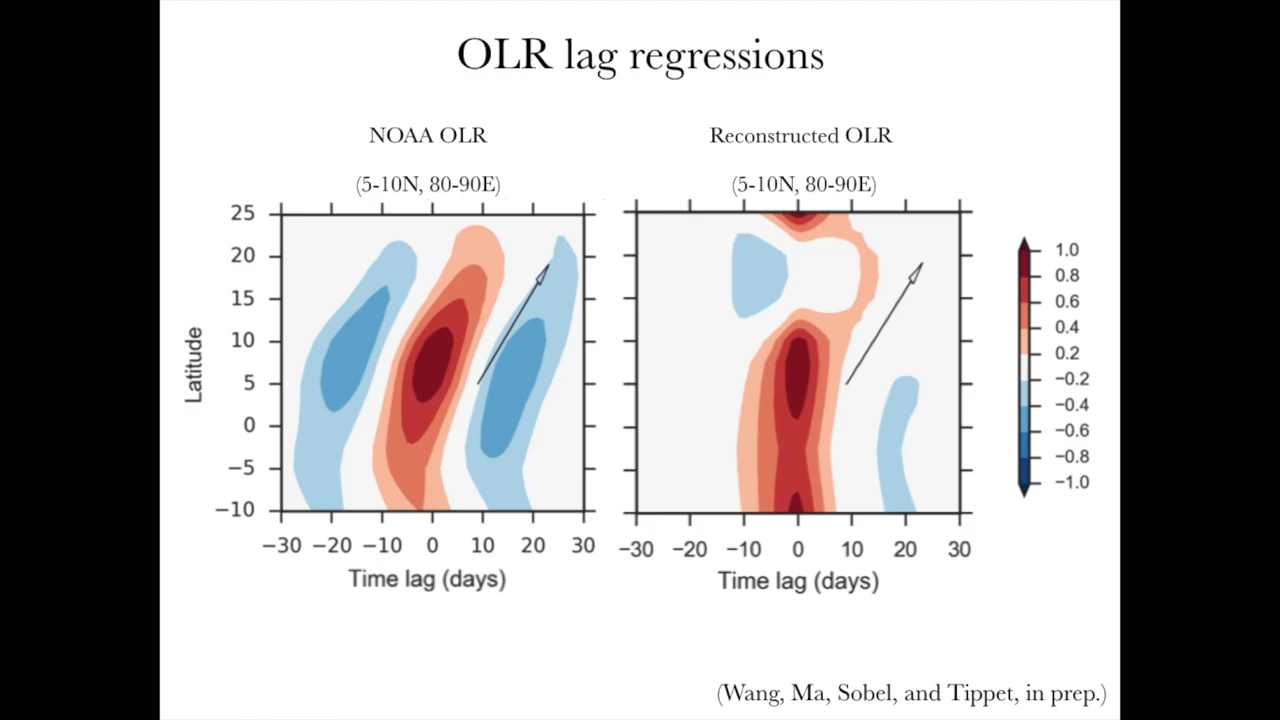 OLR lag regressions
NOAA OLR
(5-10N, 80-90E)
Reconstructed OLR
(5-10N, 80-90E)
25
20
15
10
5
0
−5
−10
Latitude
−30 −20 −10 0 10 20 30
Time lag (days)
−30 −20 −10 0 10 20 30
Time lag (days)
1.0
0.8
0.6
0.4
0.2
−0.2
−0.4
−0.6
−0.8
−1.0
(Wang, Ma, Sobel, and Tippet, in prep.)